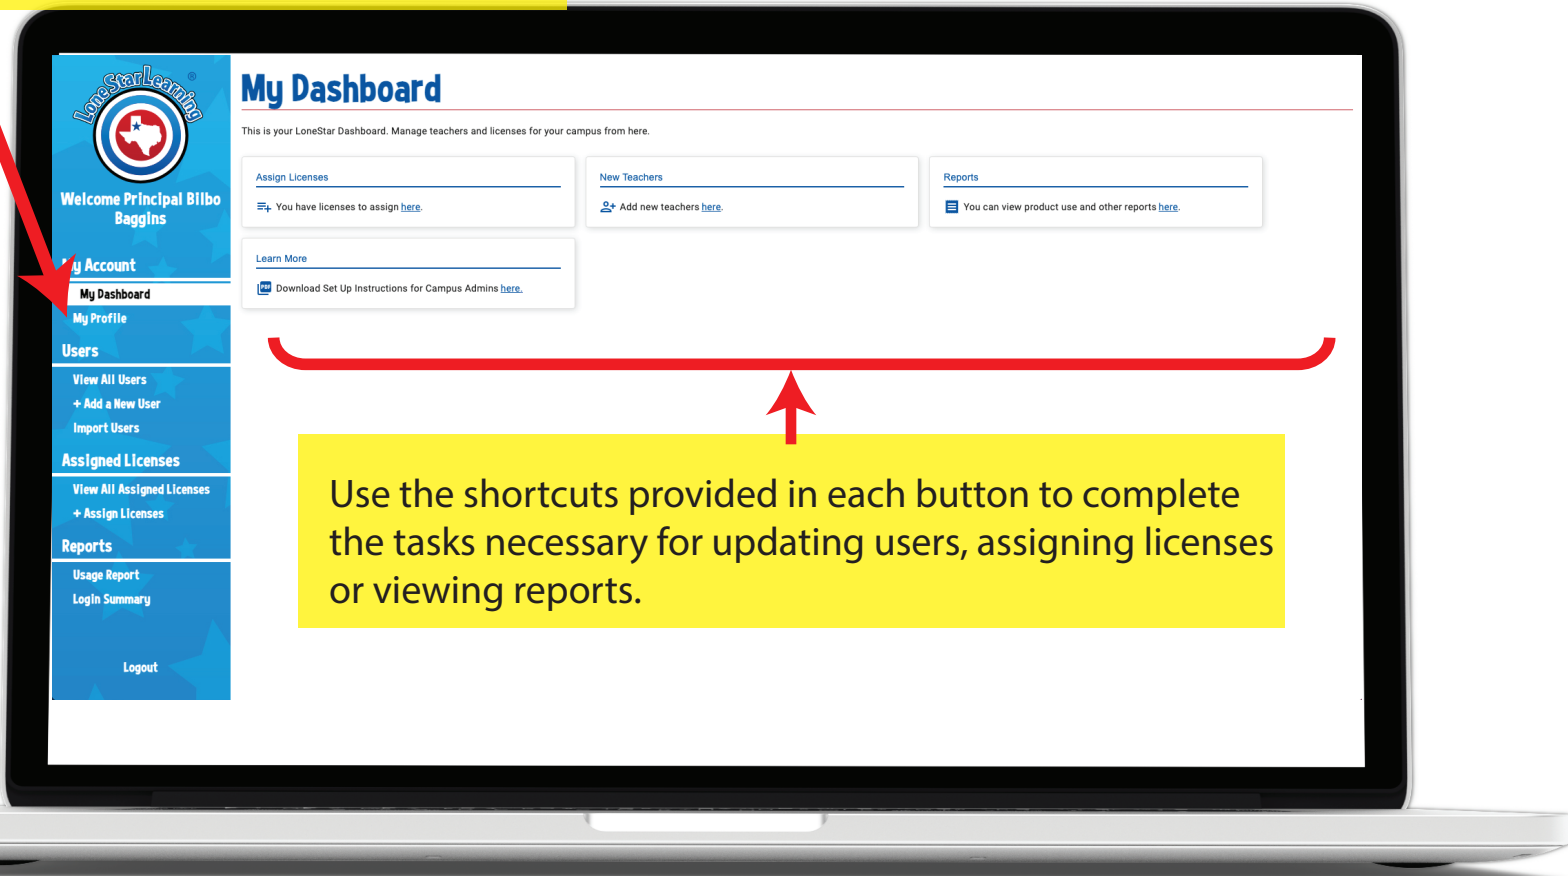 LoneStarLearning®
Welcome Principal Bilbo
Baggins
My Account
My Dashboard
My Profile
Users
View All Users
+ Add a New User
Import Users
Assigned Licenses
View All Assigned Licenses
+ Assign Licenses
Reports
Usage Report
Login Summary
Logout
My Dashboard
This is your LoneStar Dashboard. Manage teachers and licenses for your campus from here.
Assign Licenses
You have licenses to assign here.
New Teachers
Add new teachers here.
Reports
You can view product use and other reports here.
Learn More
PDF Download Set Up Instructions for Campus Admins here.
Use the shortcuts provided in each button to complete
the tasks necessary for updating users, assigning licenses
or viewing reports.